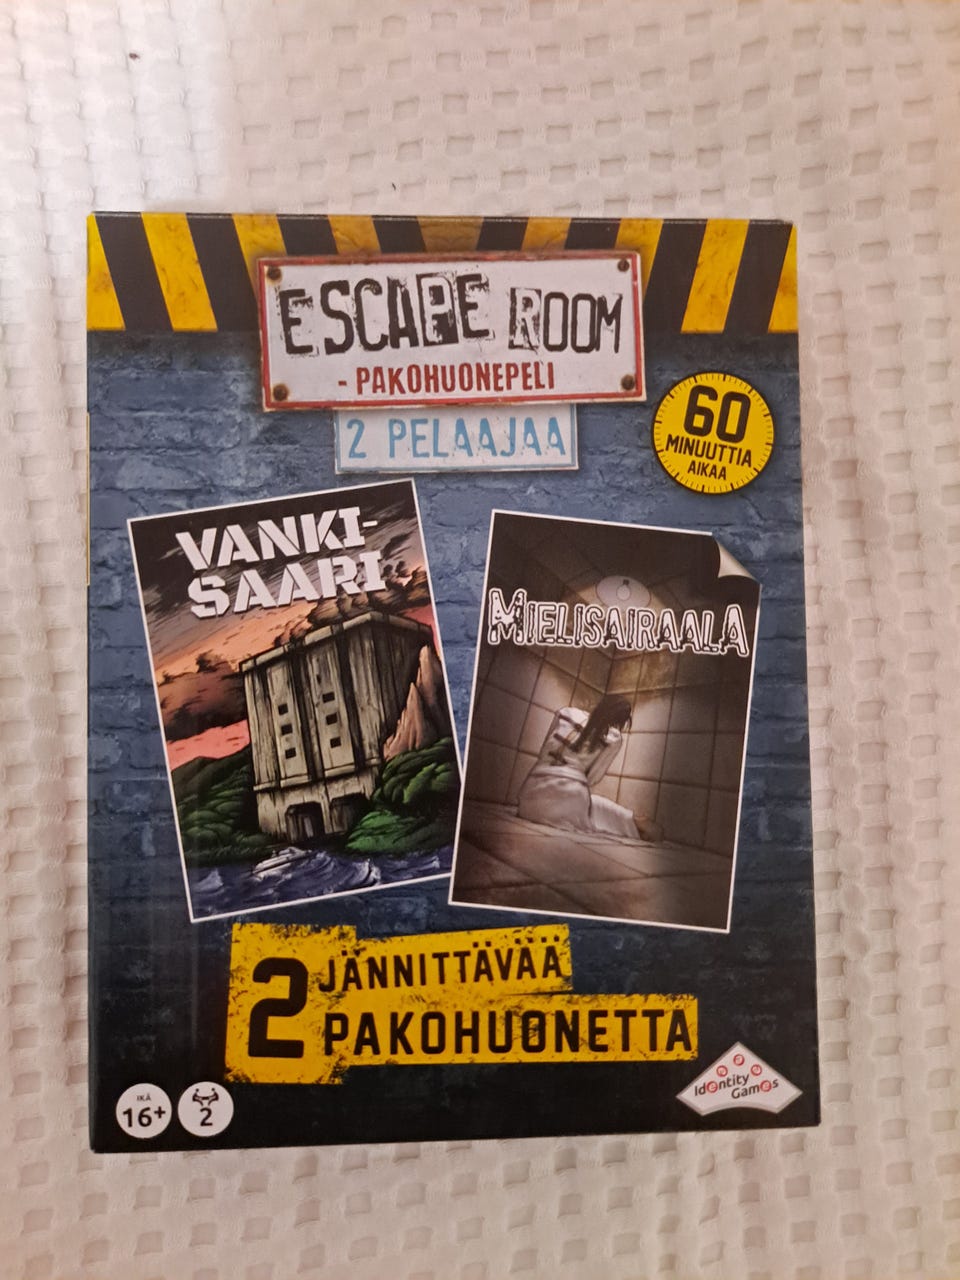 ESCAPE ROOM
- PAKOHUONEPELI
2 PELAAJAA
60
MINUUTTIA
AIKAA
VANKI-
SAARI
MIELISAIRAALA
2 JÄNNITTÄVÄÄ
PAKOHUONETTA
IKÄ
16+
2
Identity
Games